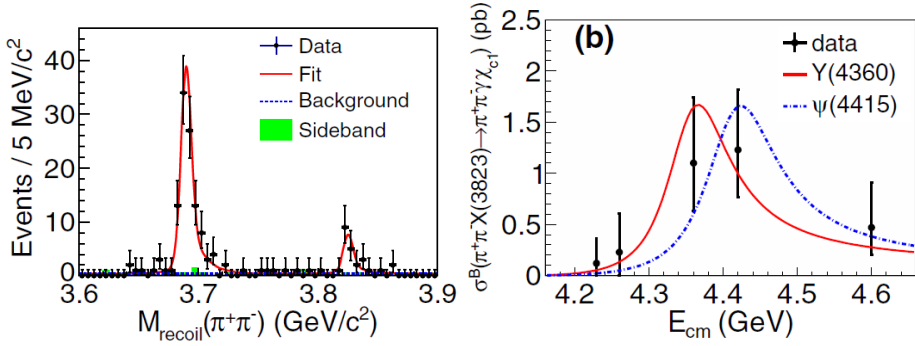 Events / 5 MeV/c²
40
30
20
10
0
3.6
3.7
3.8
3.9
M_recoil(π⁺π⁻) (GeV/c²)
Data
Fit
Background
Sideband
σᴮ(π⁺π⁻X(3823)→π⁺π⁻γχ_c1) (pb)
2.5
2
1.5
1
0.5
0
4.2
4.3
4.4
4.5
4.6
E_cm (GeV)
(b)
data
Y(4360)
ψ(4415)